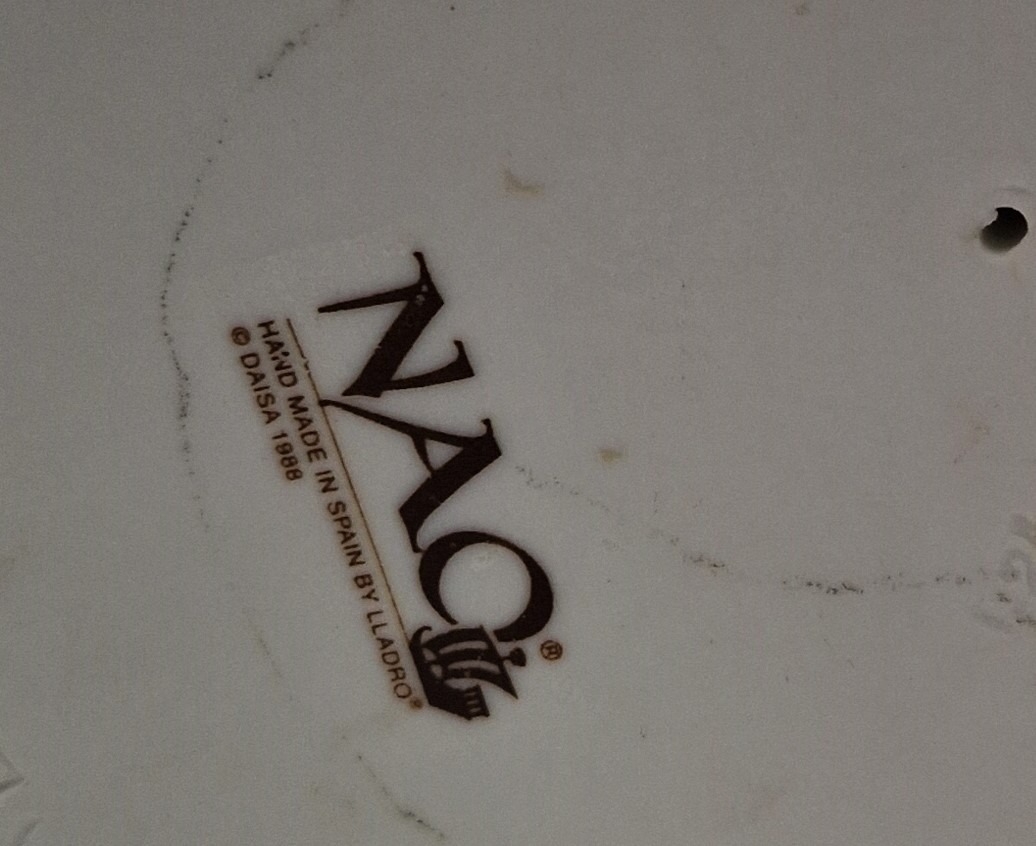 NAO®
HAND MADE IN SPAIN BY LLADRO®
© DAISA 1988